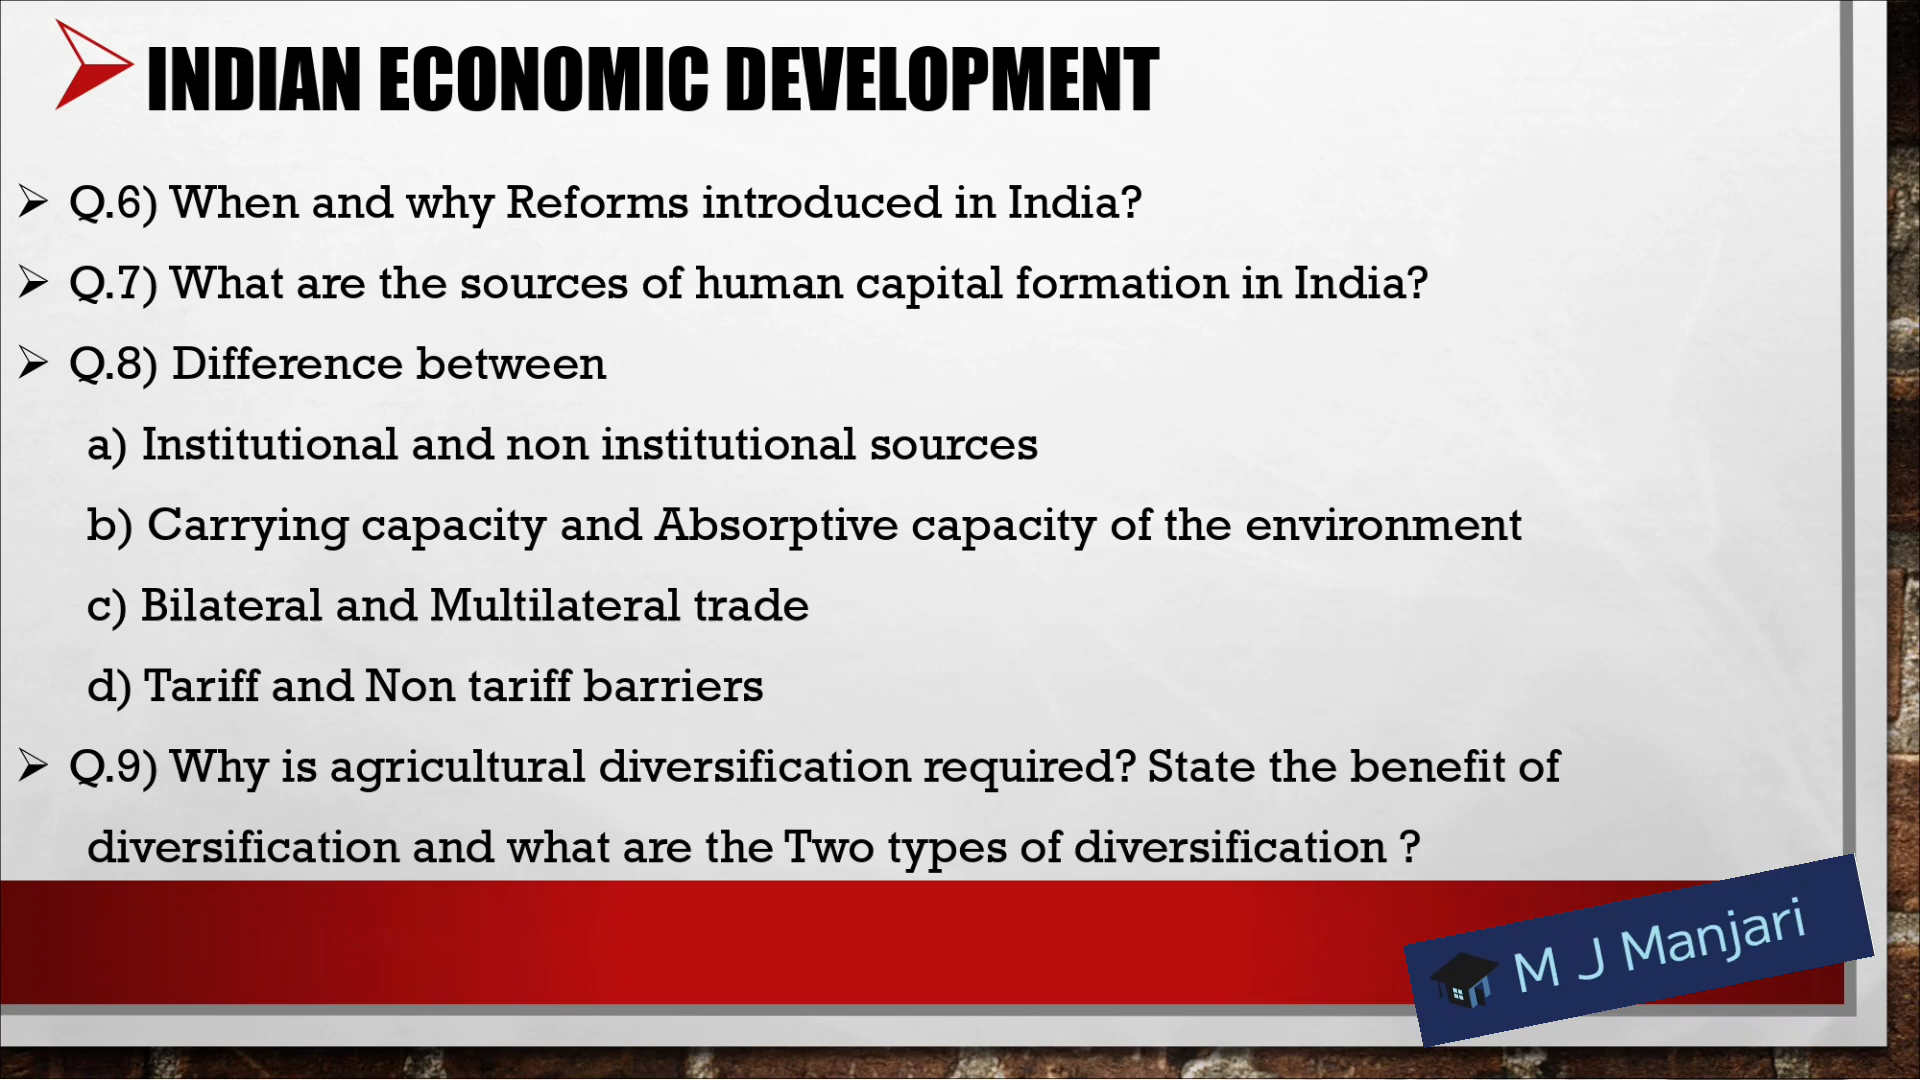 INDIAN ECONOMIC DEVELOPMENT
Q.6) When and why Reforms introduced in India?
Q.7) What are the sources of human capital formation in India?
Q.8) Difference between
a) Institutional and non institutional sources
b) Carrying capacity and Absorptive capacity of the environment
c) Bilateral and Multilateral trade
d) Tariff and Non tariff barriers
Q.9) Why is agricultural diversification required? State the benefit of
diversification and what are the Two types of diversification ?
M J Manjari